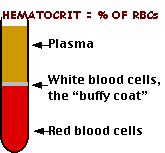 HEMATOCRIT = % OF RBCs
Plasma
White blood cells,
the "buffy coat"
Red blood cells